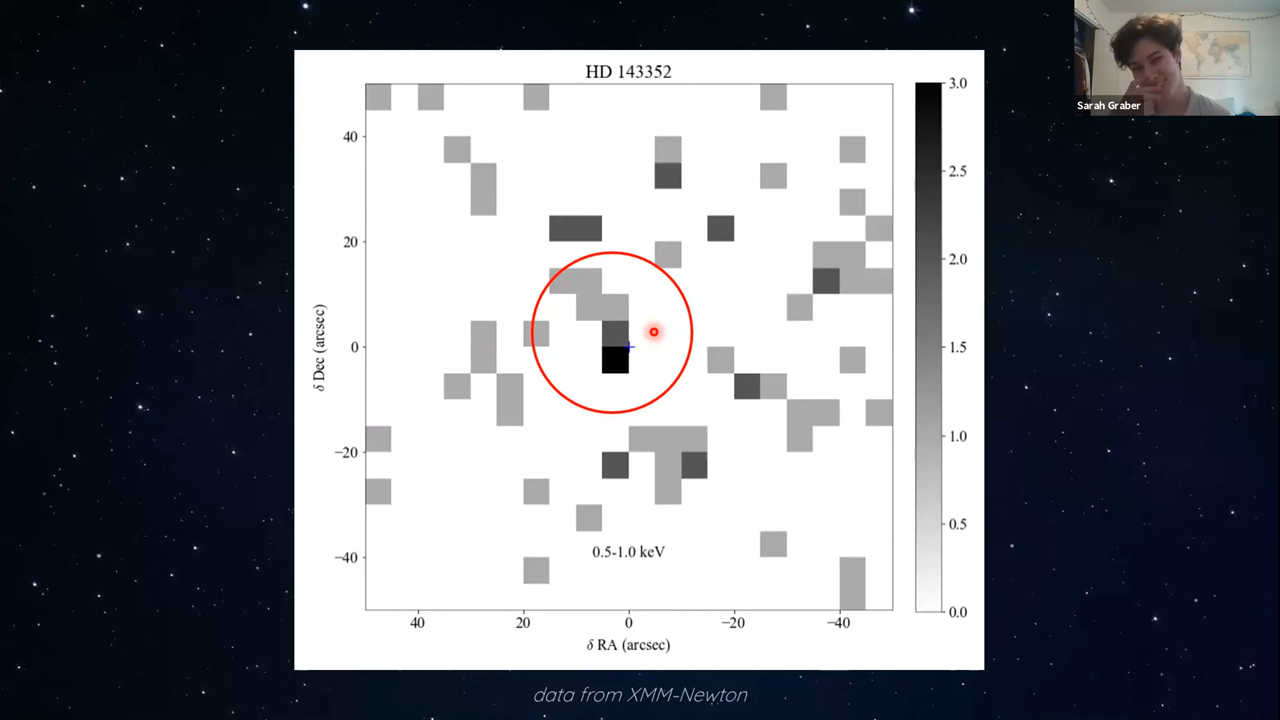 HD 143352
Sarah Graber
3.0
2.5
2.0
1.5
1.0
0.5
0.0
40
20
0
−20
−40
δ Dec (arcsec)
0.5-1.0 keV
40
20
0
−20
−40
δ RA (arcsec)
data from XMM-Newton